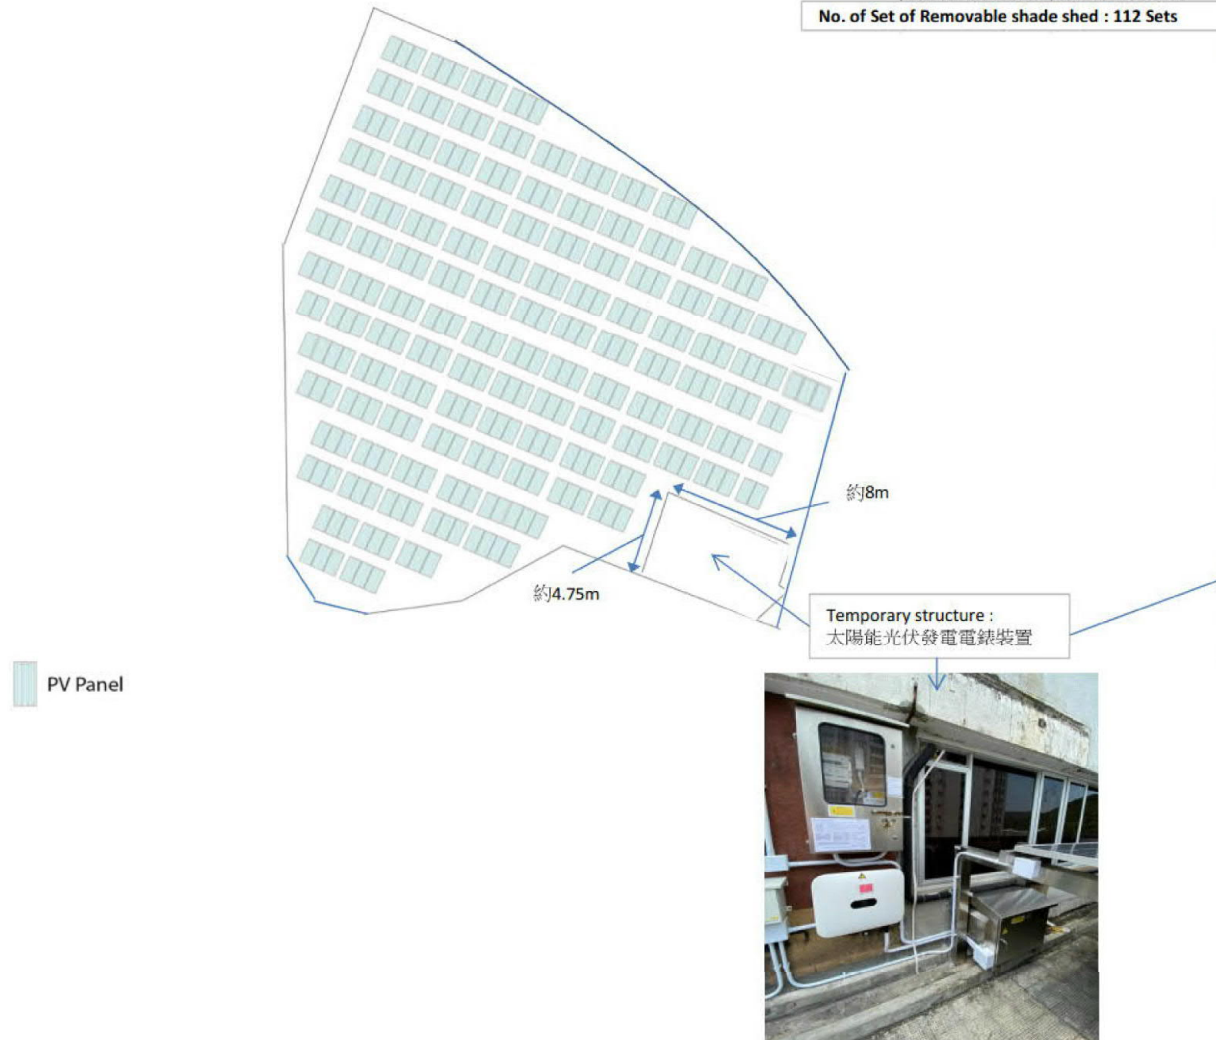 No. of Set of Removable shade shed : 112 Sets
約8m
約4.75m
Temporary structure :
太陽能光伏發電電錶裝置
PV Panel